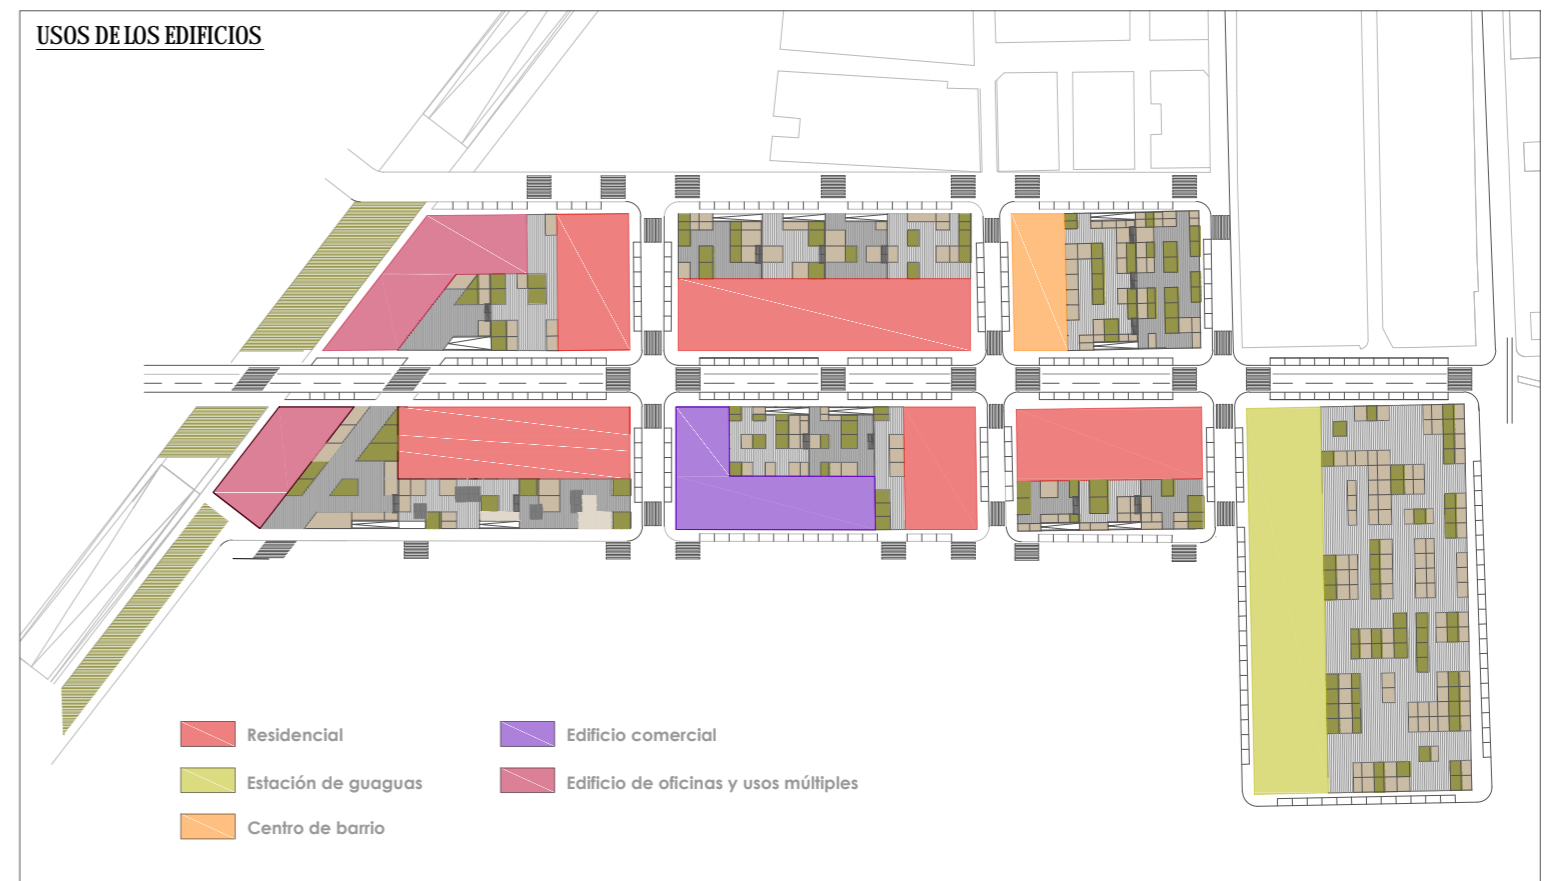 USOS DE LOS EDIFICIOS
Residencial
Edificio comercial
Estación de guaguas
Edificio de oficinas y usos múltiples
Centro de barrio